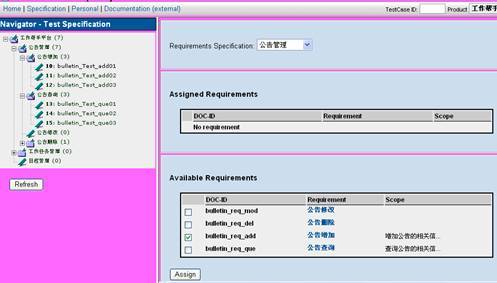 Home | Specification | Personal | Documentation (external)
TestCase ID: Product 工作帮手
Navigator - Test Specification
工作帮手平台 (7)
公告管理 (7)
公告增加 (3)
10: bulletin_Test_add01
11: bulletin_Test_add02
12: bulletin_Test_add03
公告查询 (3)
13: bulletin_Test_que01
14: bulletin_Test_que02
15: bulletin_Test_que03
公告修改 (0)
公告删除 (1)
工作任务管理 (0)
日程管理 (0)
Refresh
Requirements Specification: 公告管理
Assigned Requirements
DOC-ID Requirement Scope
No requirement
Available Requirements
DOC-ID Requirement Scope
bulletin_req_mod 公告修改
bulletin_req_del 公告删除
bulletin_req_add 公告增加 增加公告的相关信...
bulletin_req_que 公告查询 查询公告的相关信...
Assign